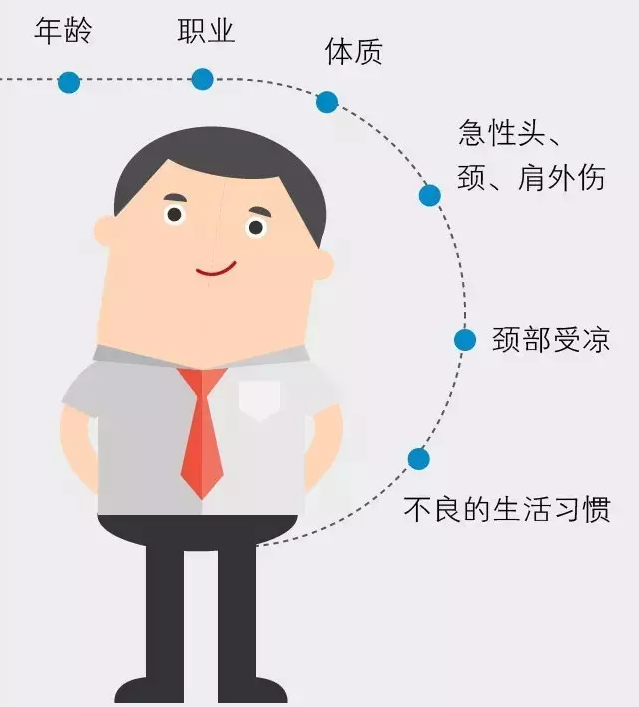 年龄
职业
体质
急性头、
颈、肩外伤
颈部受凉
不良的生活习惯